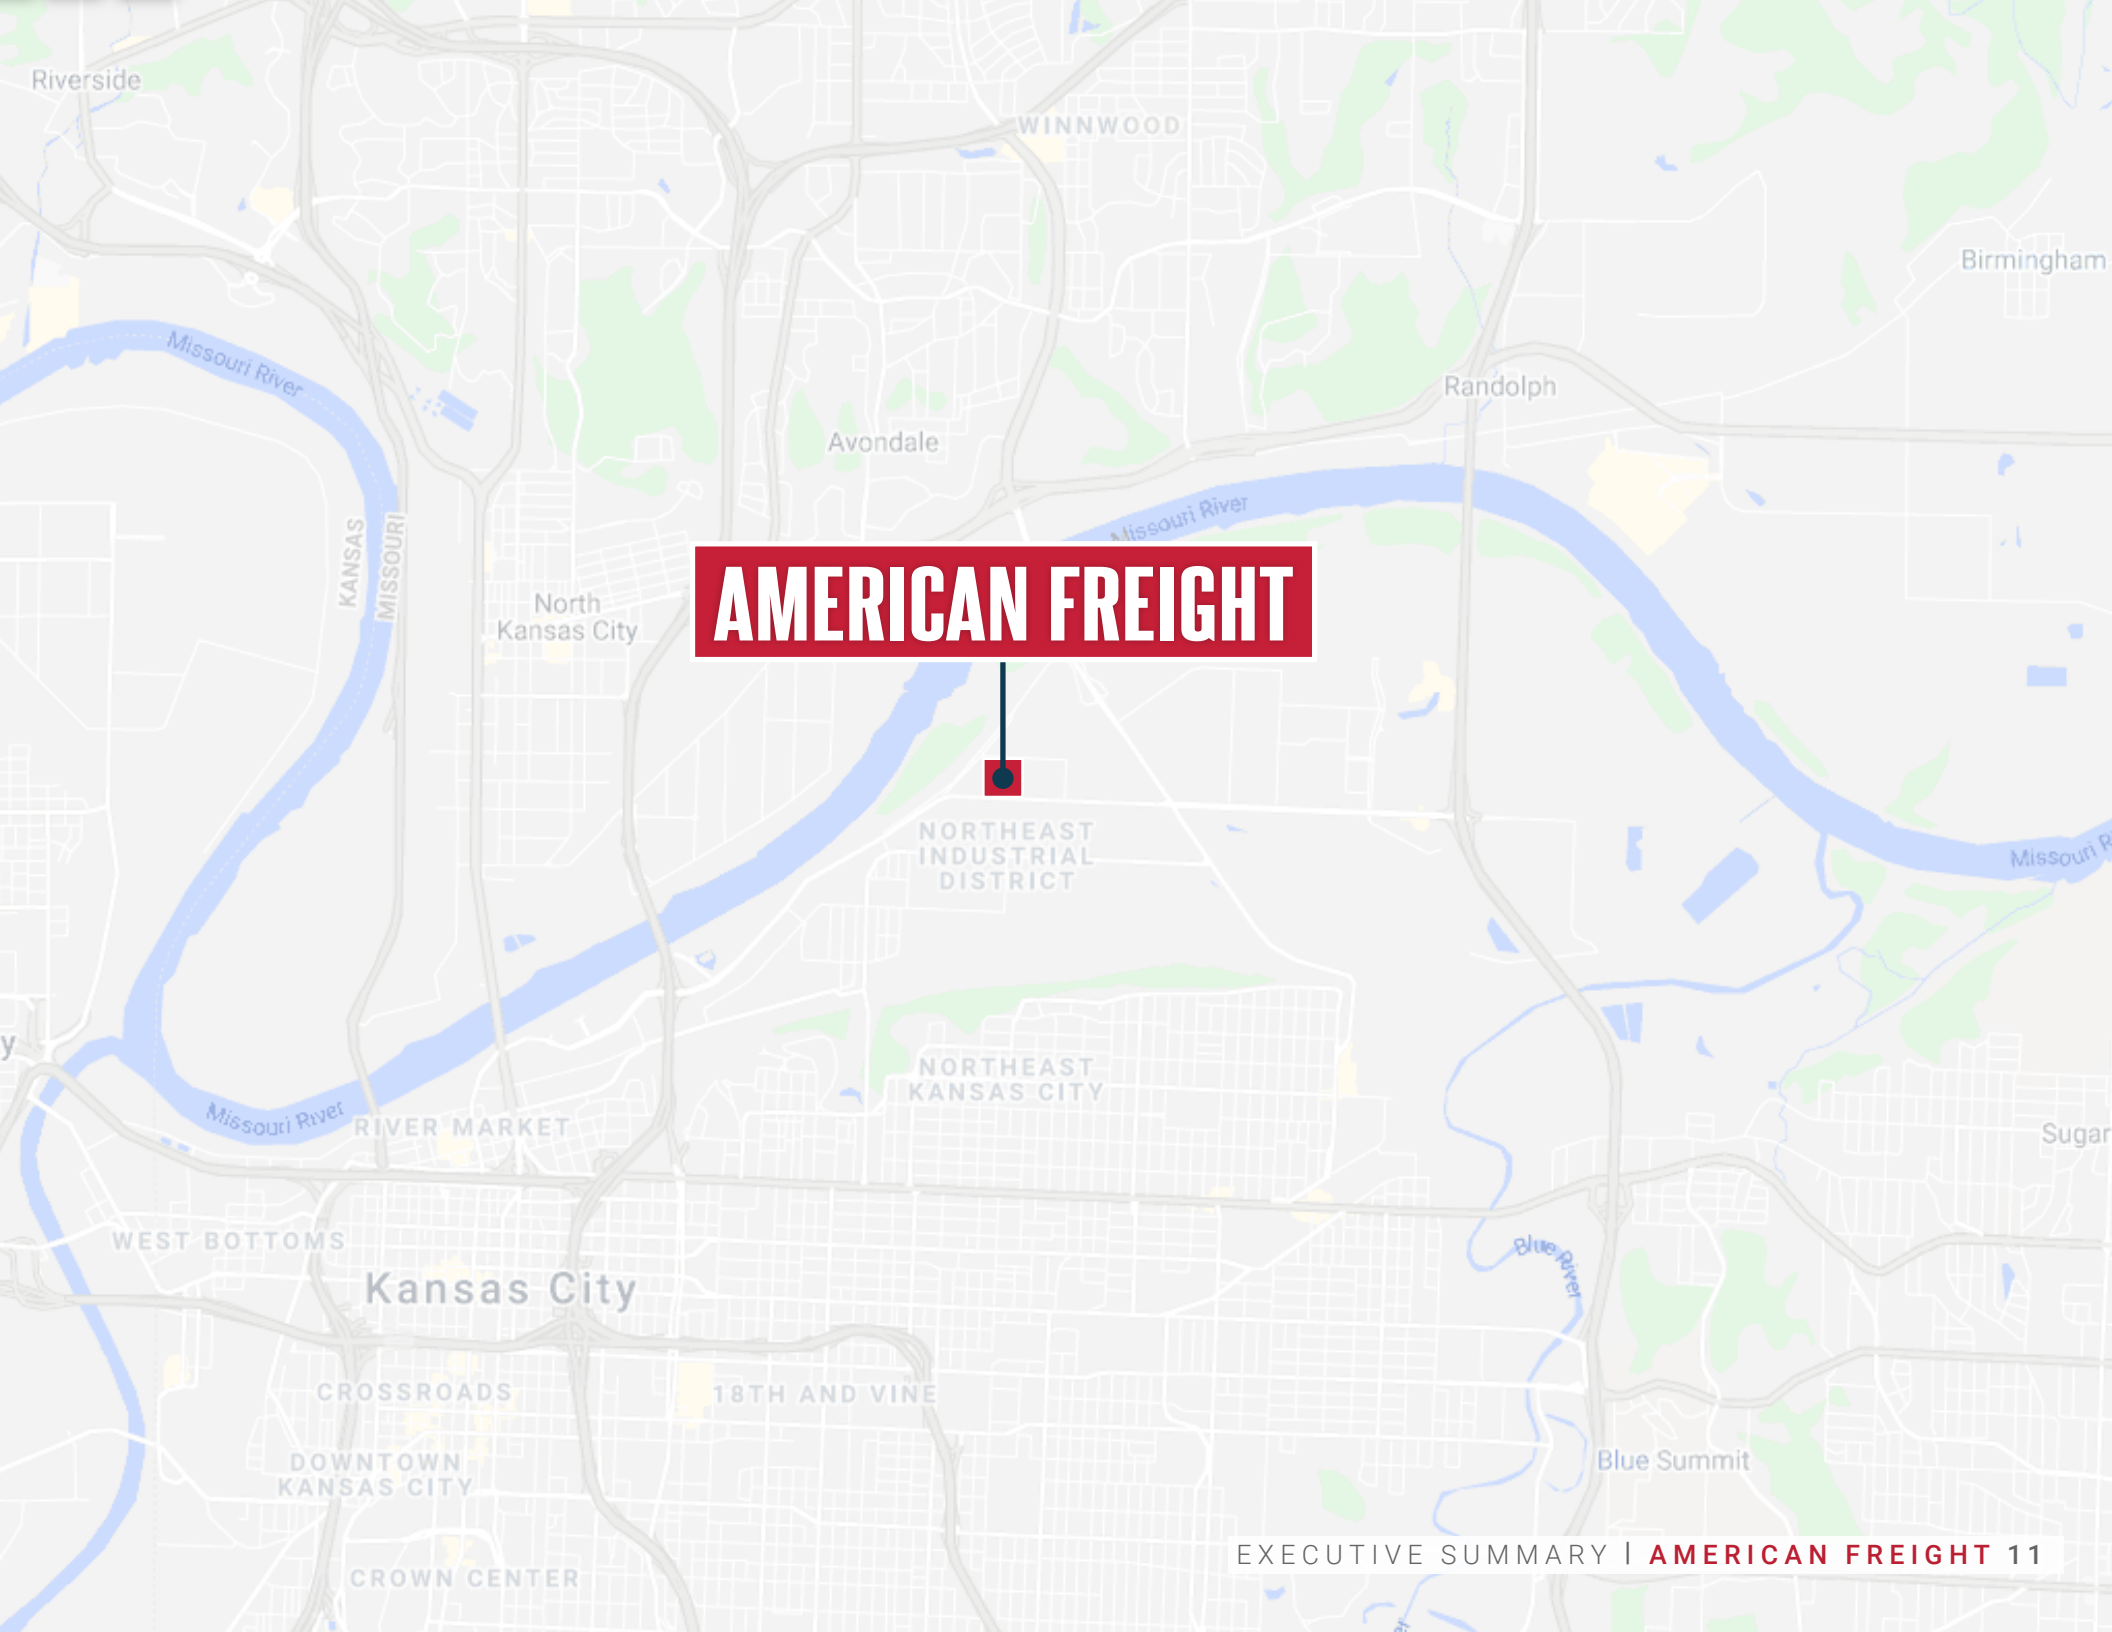 Riverside
WINNWOOD
Birmingham
Missouri River
Randolph
Avondale
Missouri River
KANSAS
MISSOURI
AMERICAN FREIGHT
North
Kansas City
NORTHEAST
INDUSTRIAL
DISTRICT
Missouri R
y
NORTHEAST
KANSAS CITY
Missouri River
RIVER MARKET
Sugar
WEST BOTTOMS
Blue River
Kansas City
CROSSROADS
18TH AND VINE
DOWNTOWN
KANSAS CITY
Blue Summit
EXECUTIVE SUMMARY | AMERICAN FREIGHT 11
CROWN CENTER